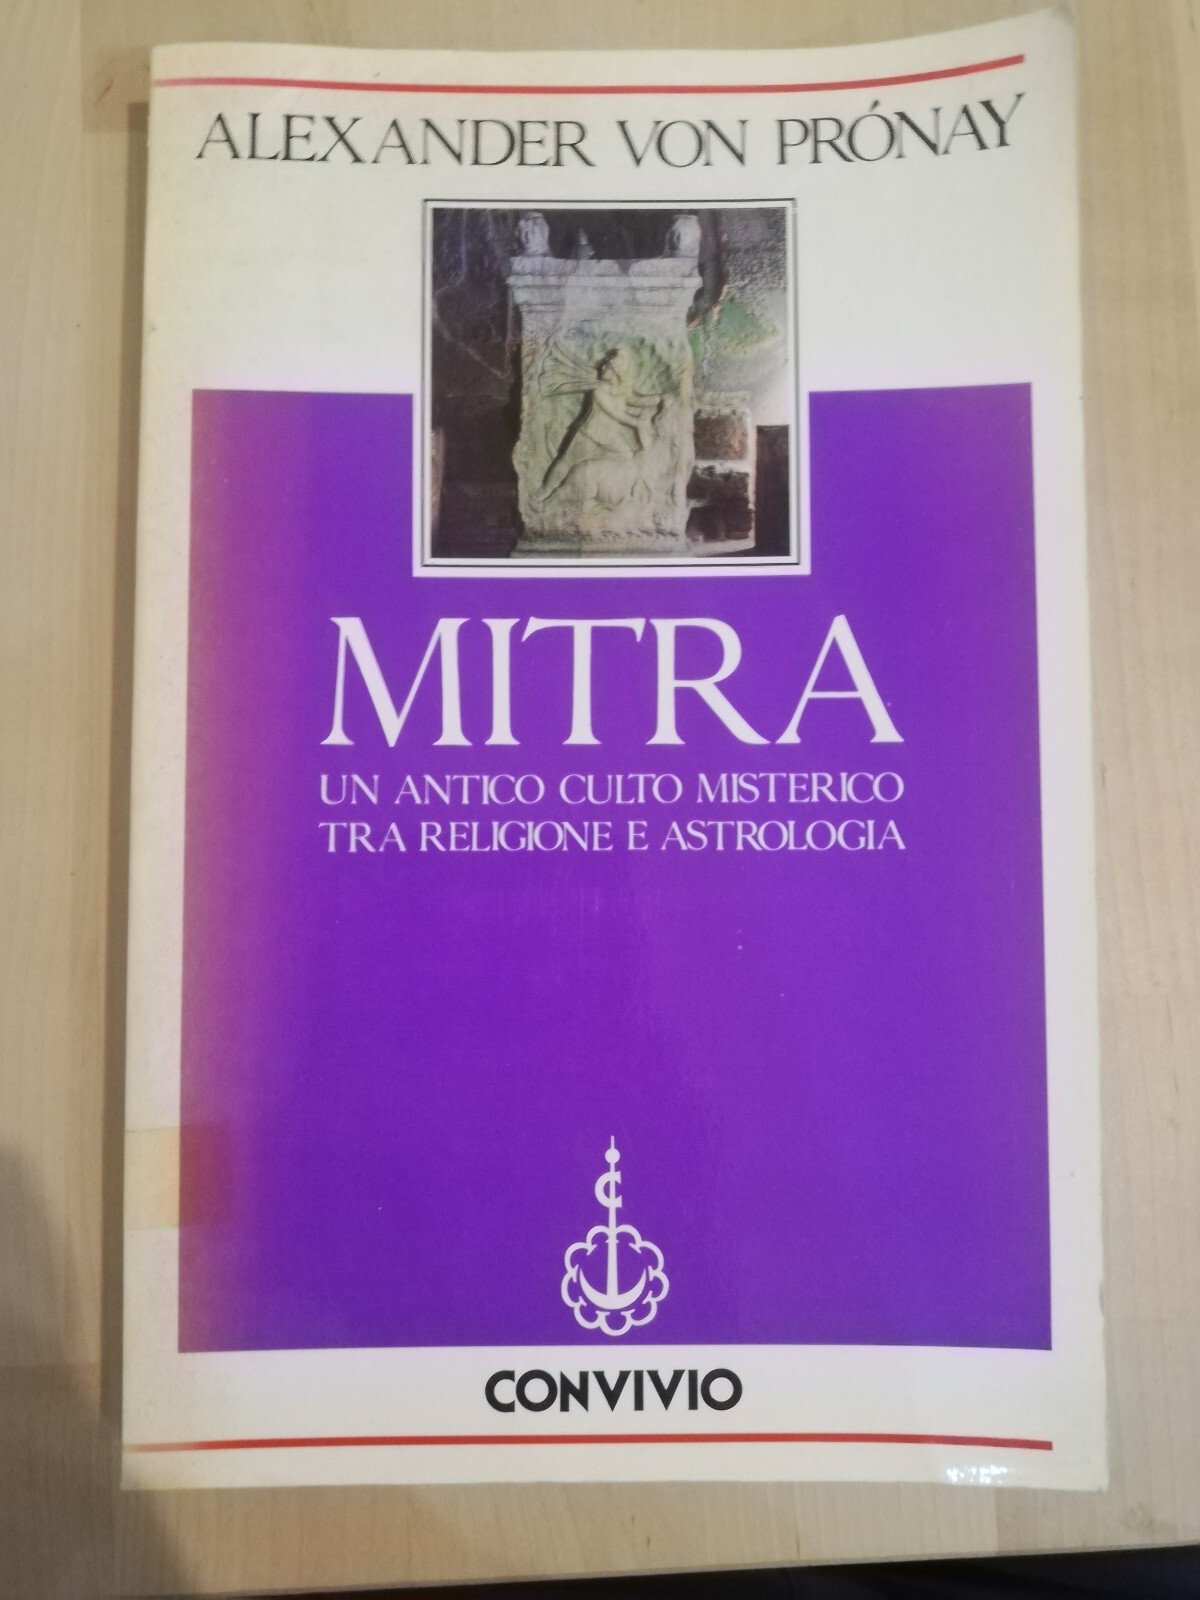 ALEXANDER VON PRÓNAY
MITRA
UN ANTICO CULTO MISTERICO
TRA RELIGIONE E ASTROLOGIA
C
CONVIVIO